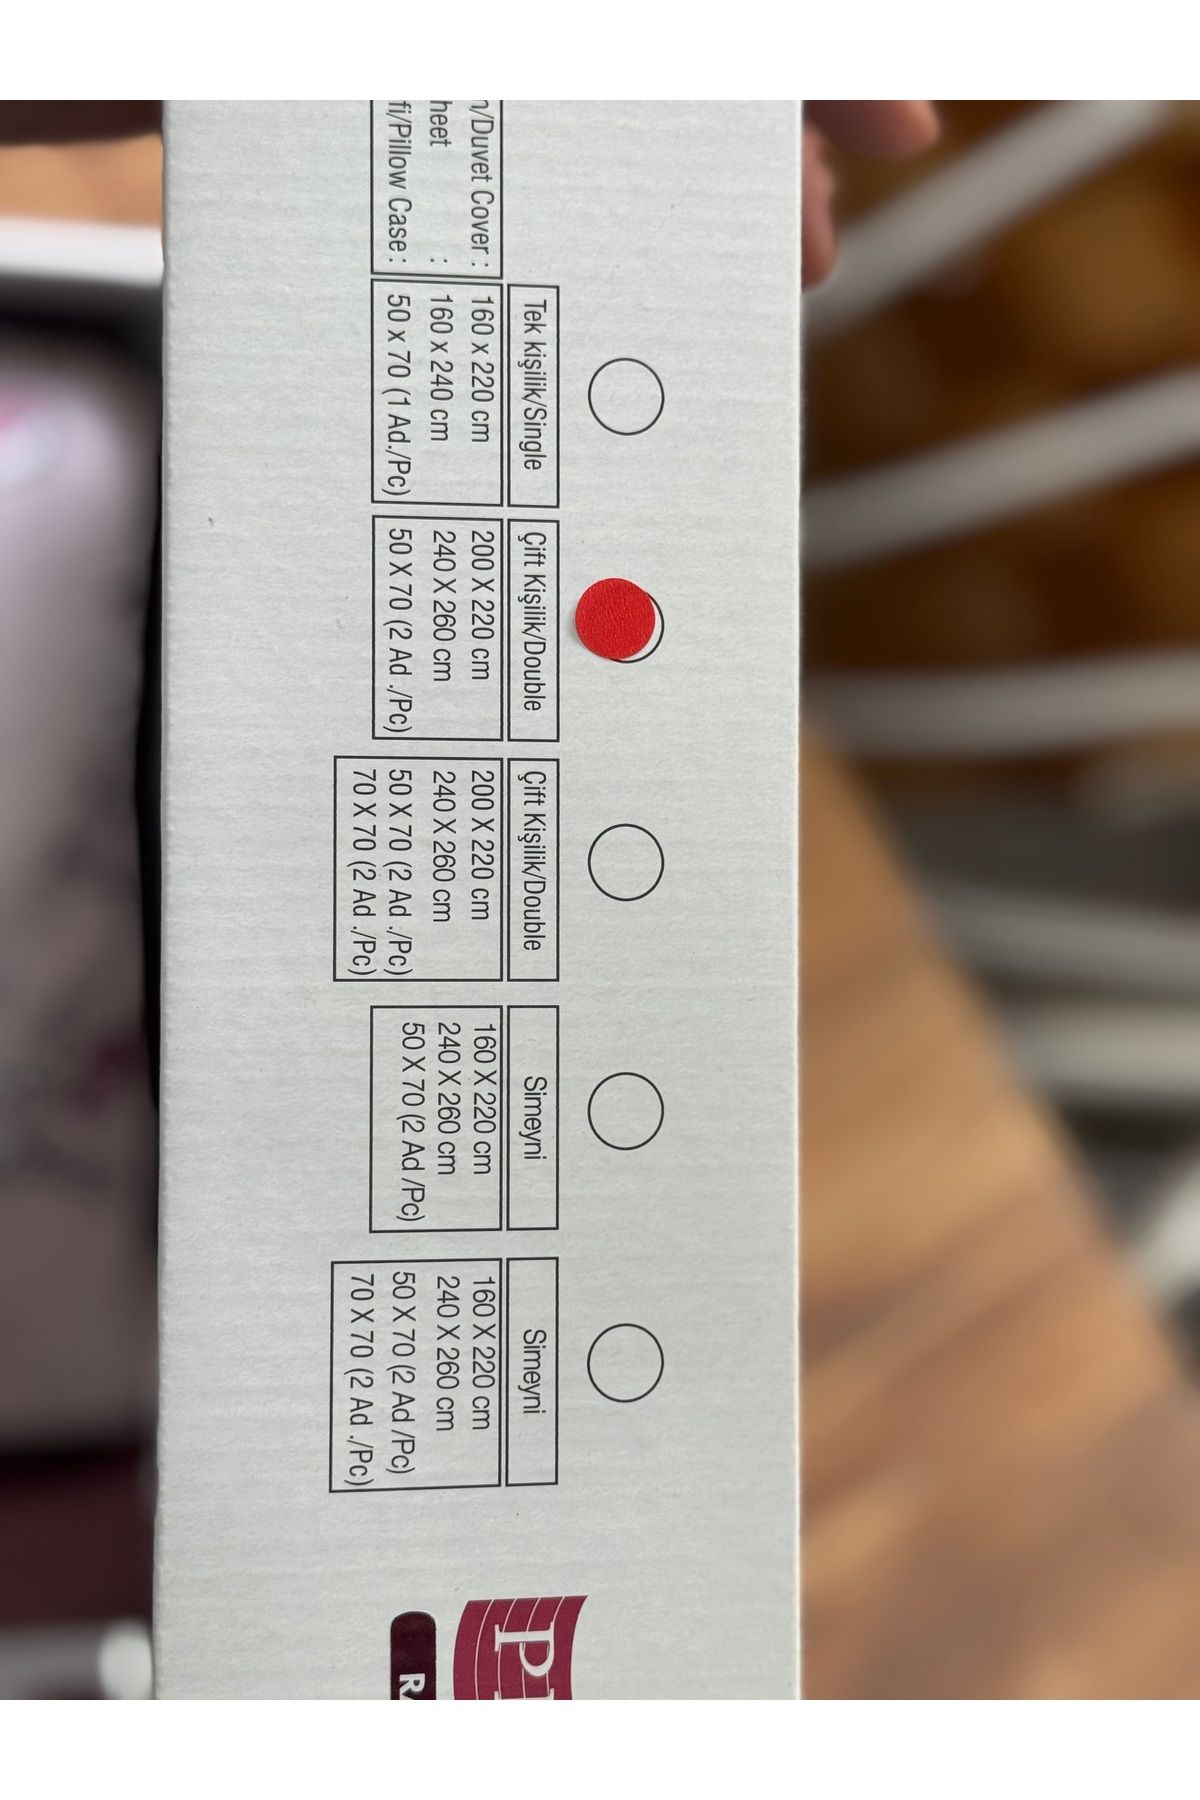 n/Duvet Cover :
heet :
fi/Pillow Case :
Tek kişilik/Single
160 x 220 cm
160 x 240 cm
50 x 70 (1 Ad./Pc)
Çift Kişilik/Double
200 X 220 cm
240 X 260 cm
50 X 70 (2 Ad ./Pc)
Çift Kişilik/Double
200 X 220 cm
240 X 260 cm
50 X 70 (2 Ad ./Pc)
70 X 70 (2 Ad ./Pc)
Simeyni
160 X 220 cm
240 X 260 cm
50 X 70 (2 Ad /Pc)
Simeyni
160 X 220 cm
240 X 260 cm
50 X 70 (2 Ad /Pc)
70 X 70 (2 Ad ./Pc)